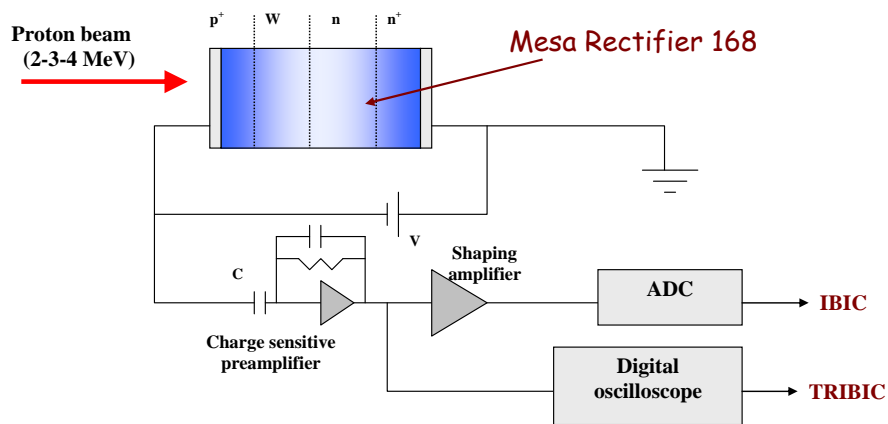 p+ W n n+
Proton beam
(2-3-4 MeV)
Mesa Rectifier 168
V
Shaping
amplifier
C
ADC
IBIC
Charge sensitive
preamplifier
Digital
oscilloscope
TRIBIC